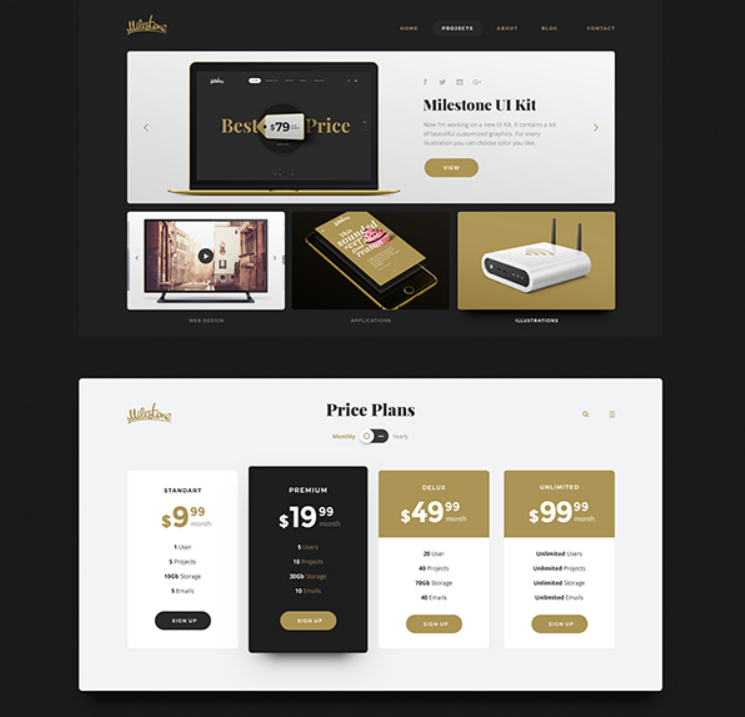 Milestone
HOME PROJECTS ABOUT BLOG CONTACT
Best $79 Price
Milestone UI Kit
Now I'm working on a new UI Kit. It contains a lot
of beautiful customized graphics. For every
illustration you can choose color you like.
VIEW
This
sounded
a very
good
reason
WEB DESIGN APPLICATIONS ILLUSTRATIONS
Milestone
Price Plans
Monthly Yearly
STANDART
$9.99
month
1 User
5 Projects
10Gb Storage
5 Emails
SIGN UP
PREMIUM
$19.99
month
5 Users
10 Projects
30Gb Storage
10 Emails
SIGN UP
DELUX
$49.99
month
20 User
40 Projects
70Gb Storage
40 Emails
SIGN UP
UNLIMITED
$99.99
month
Unlimited Users
Unlimited Projects
Unlimited Storage
Unlimited Emails
SIGN UP